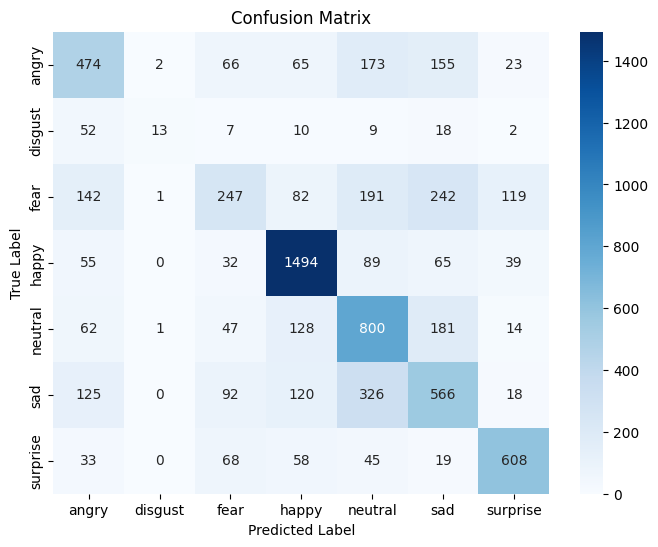 Confusion Matrix
True Label
angry 474 2 66 65 173 155 23
disgust 52 13 7 10 9 18 2
fear 142 1 247 82 191 242 119
happy 55 0 32 1494 89 65 39
neutral 62 1 47 128 800 181 14
sad 125 0 92 120 326 566 18
surprise 33 0 68 58 45 19 608
angry disgust fear happy neutral sad surprise
Predicted Label
1400
1200
1000
800
600
400
200
0